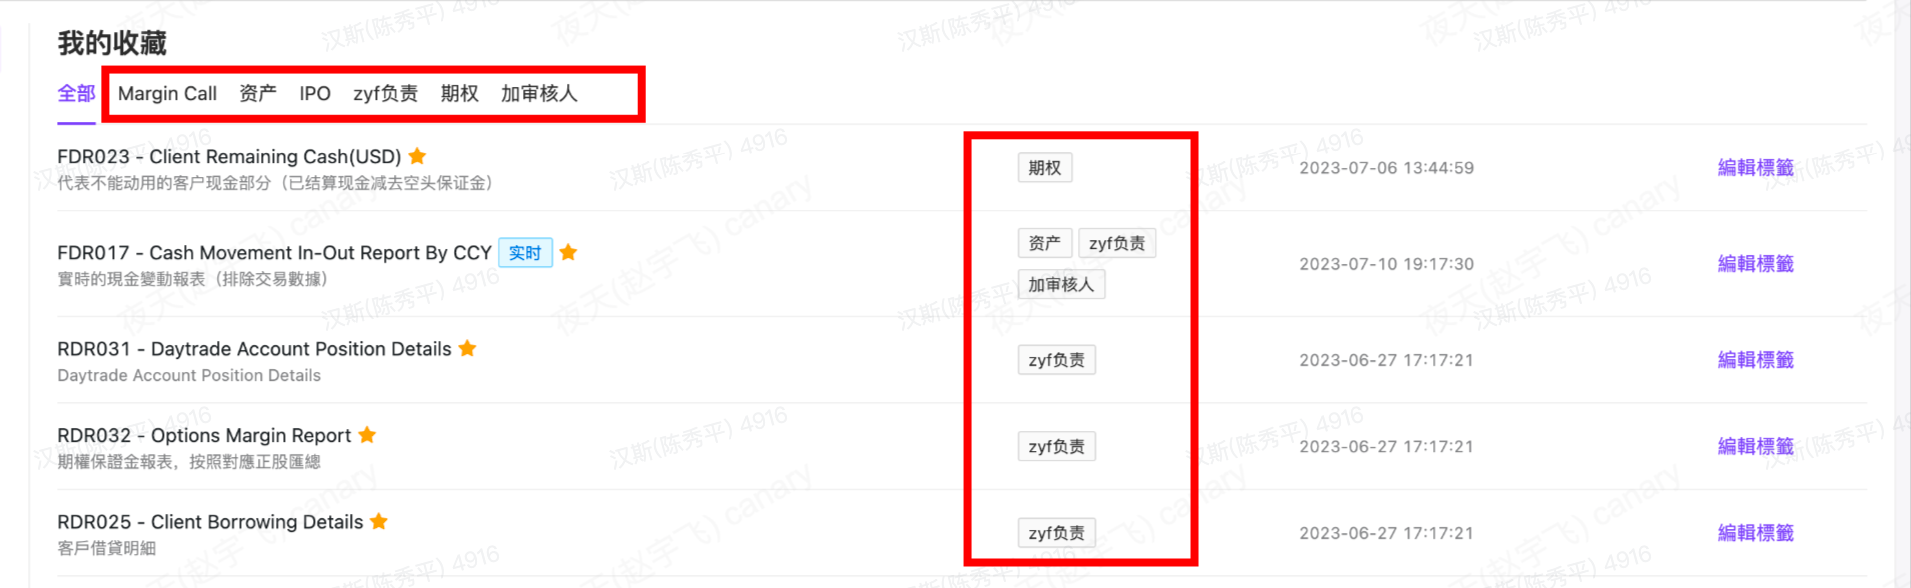 我的收藏
全部 Margin Call 资产 IPO zyf负责 期权 加审核人
FDR023 - Client Remaining Cash(USD)
代表不能动用的客户现金部分（已结算现金减去空头保证金）
期权
2023-07-06 13:44:59
編輯標籤
FDR017 - Cash Movement In-Out Report By CCY 实时
實時的現金變動報表（排除交易數據）
资产 zyf负责
加审核人
2023-07-10 19:17:30
編輯標籤
RDR031 - Daytrade Account Position Details
Daytrade Account Position Details
zyf负责
2023-06-27 17:17:21
編輯標籤
RDR032 - Options Margin Report
期權保證金報表，按照對應正股匯總
zyf负责
2023-06-27 17:17:21
編輯標籤
RDR025 - Client Borrowing Details
客戶借貸明細
zyf负责
2023-06-27 17:17:21
編輯標籤
汉斯(陈秀平) 4916
夜天(赵宇飞) canary